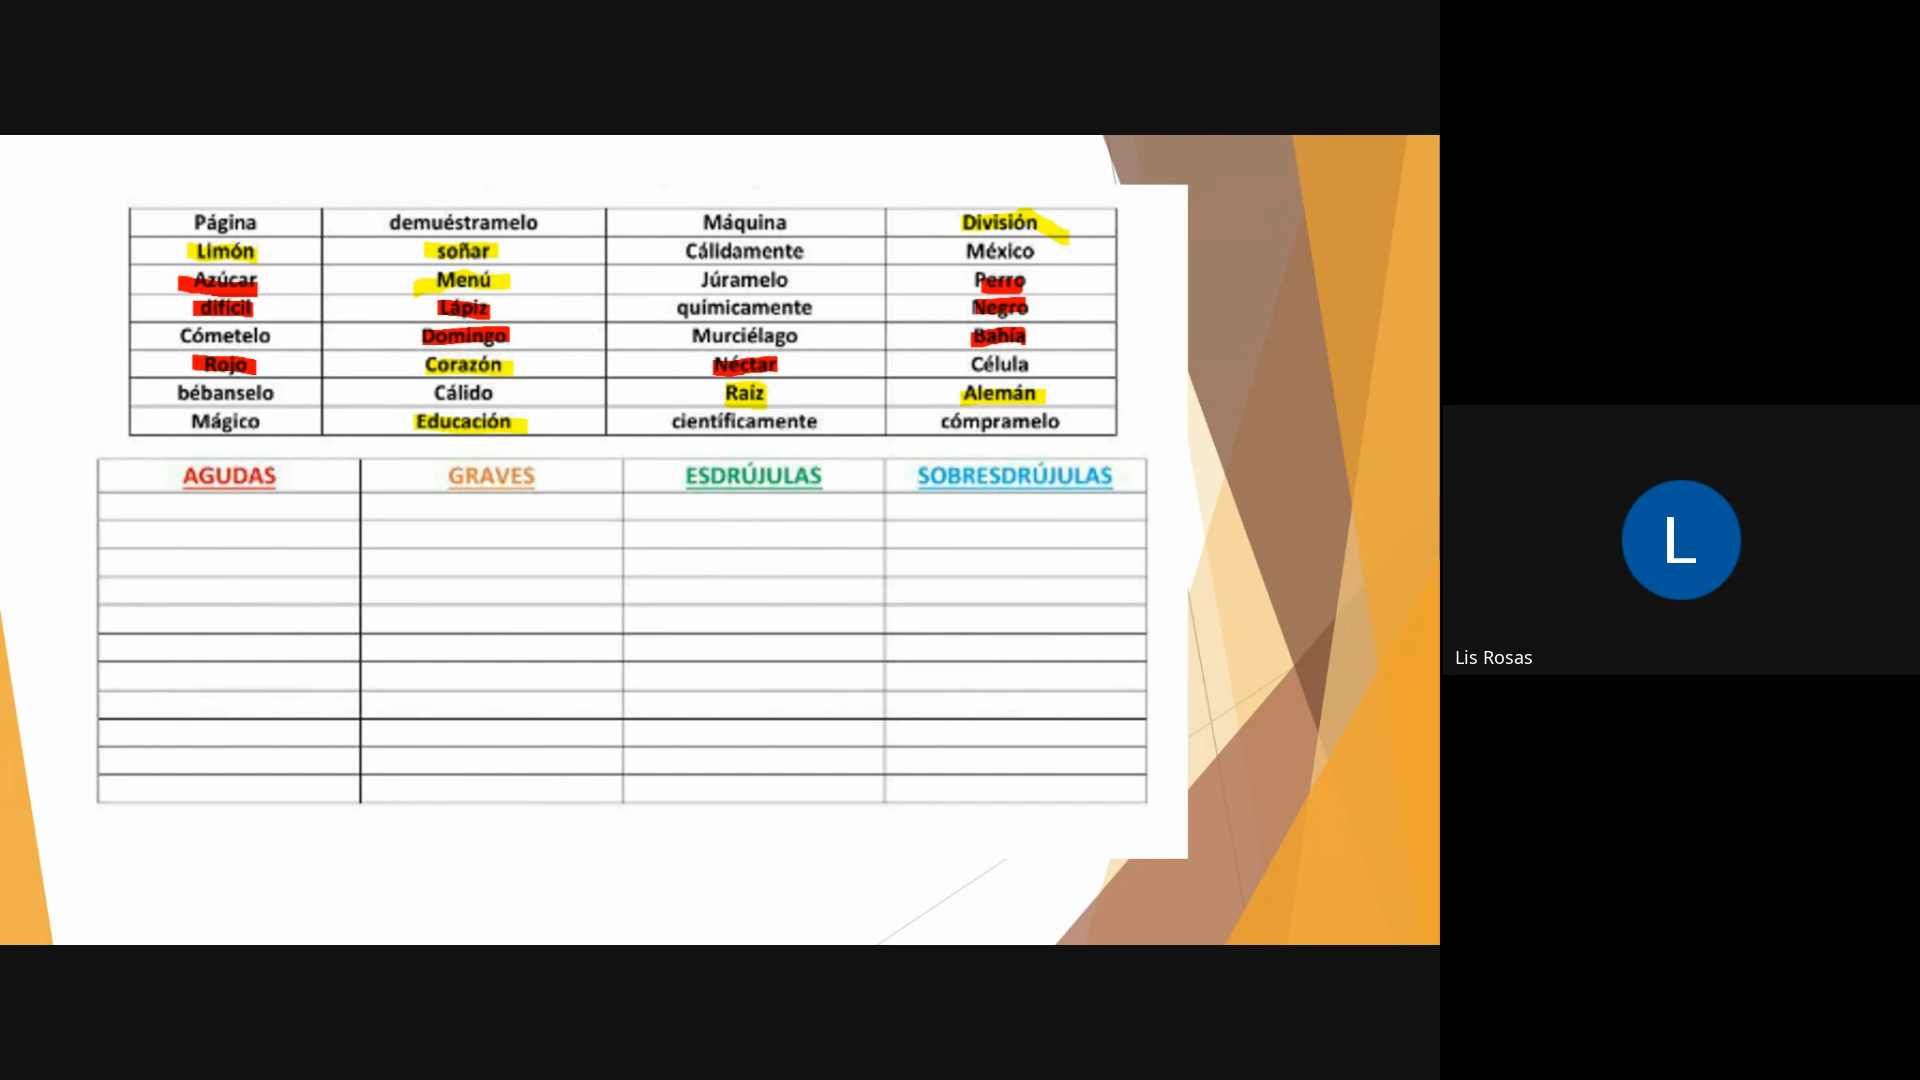 Página demuéstramelo Máquina División
Limón soñar Cálidamente México
Azúcar Menú Júramelo Perro
difícil Lápiz químicamente Negro
Cómetelo Domingo Murciélago Bahía
Rojo Corazón Néctar Célula
bébanselo Cálido Raíz Alemán
Mágico Educación científicamente cómpramelo
AGUDAS GRAVES ESDRÚJULAS SOBRESDRÚJULAS
L
Lis Rosas